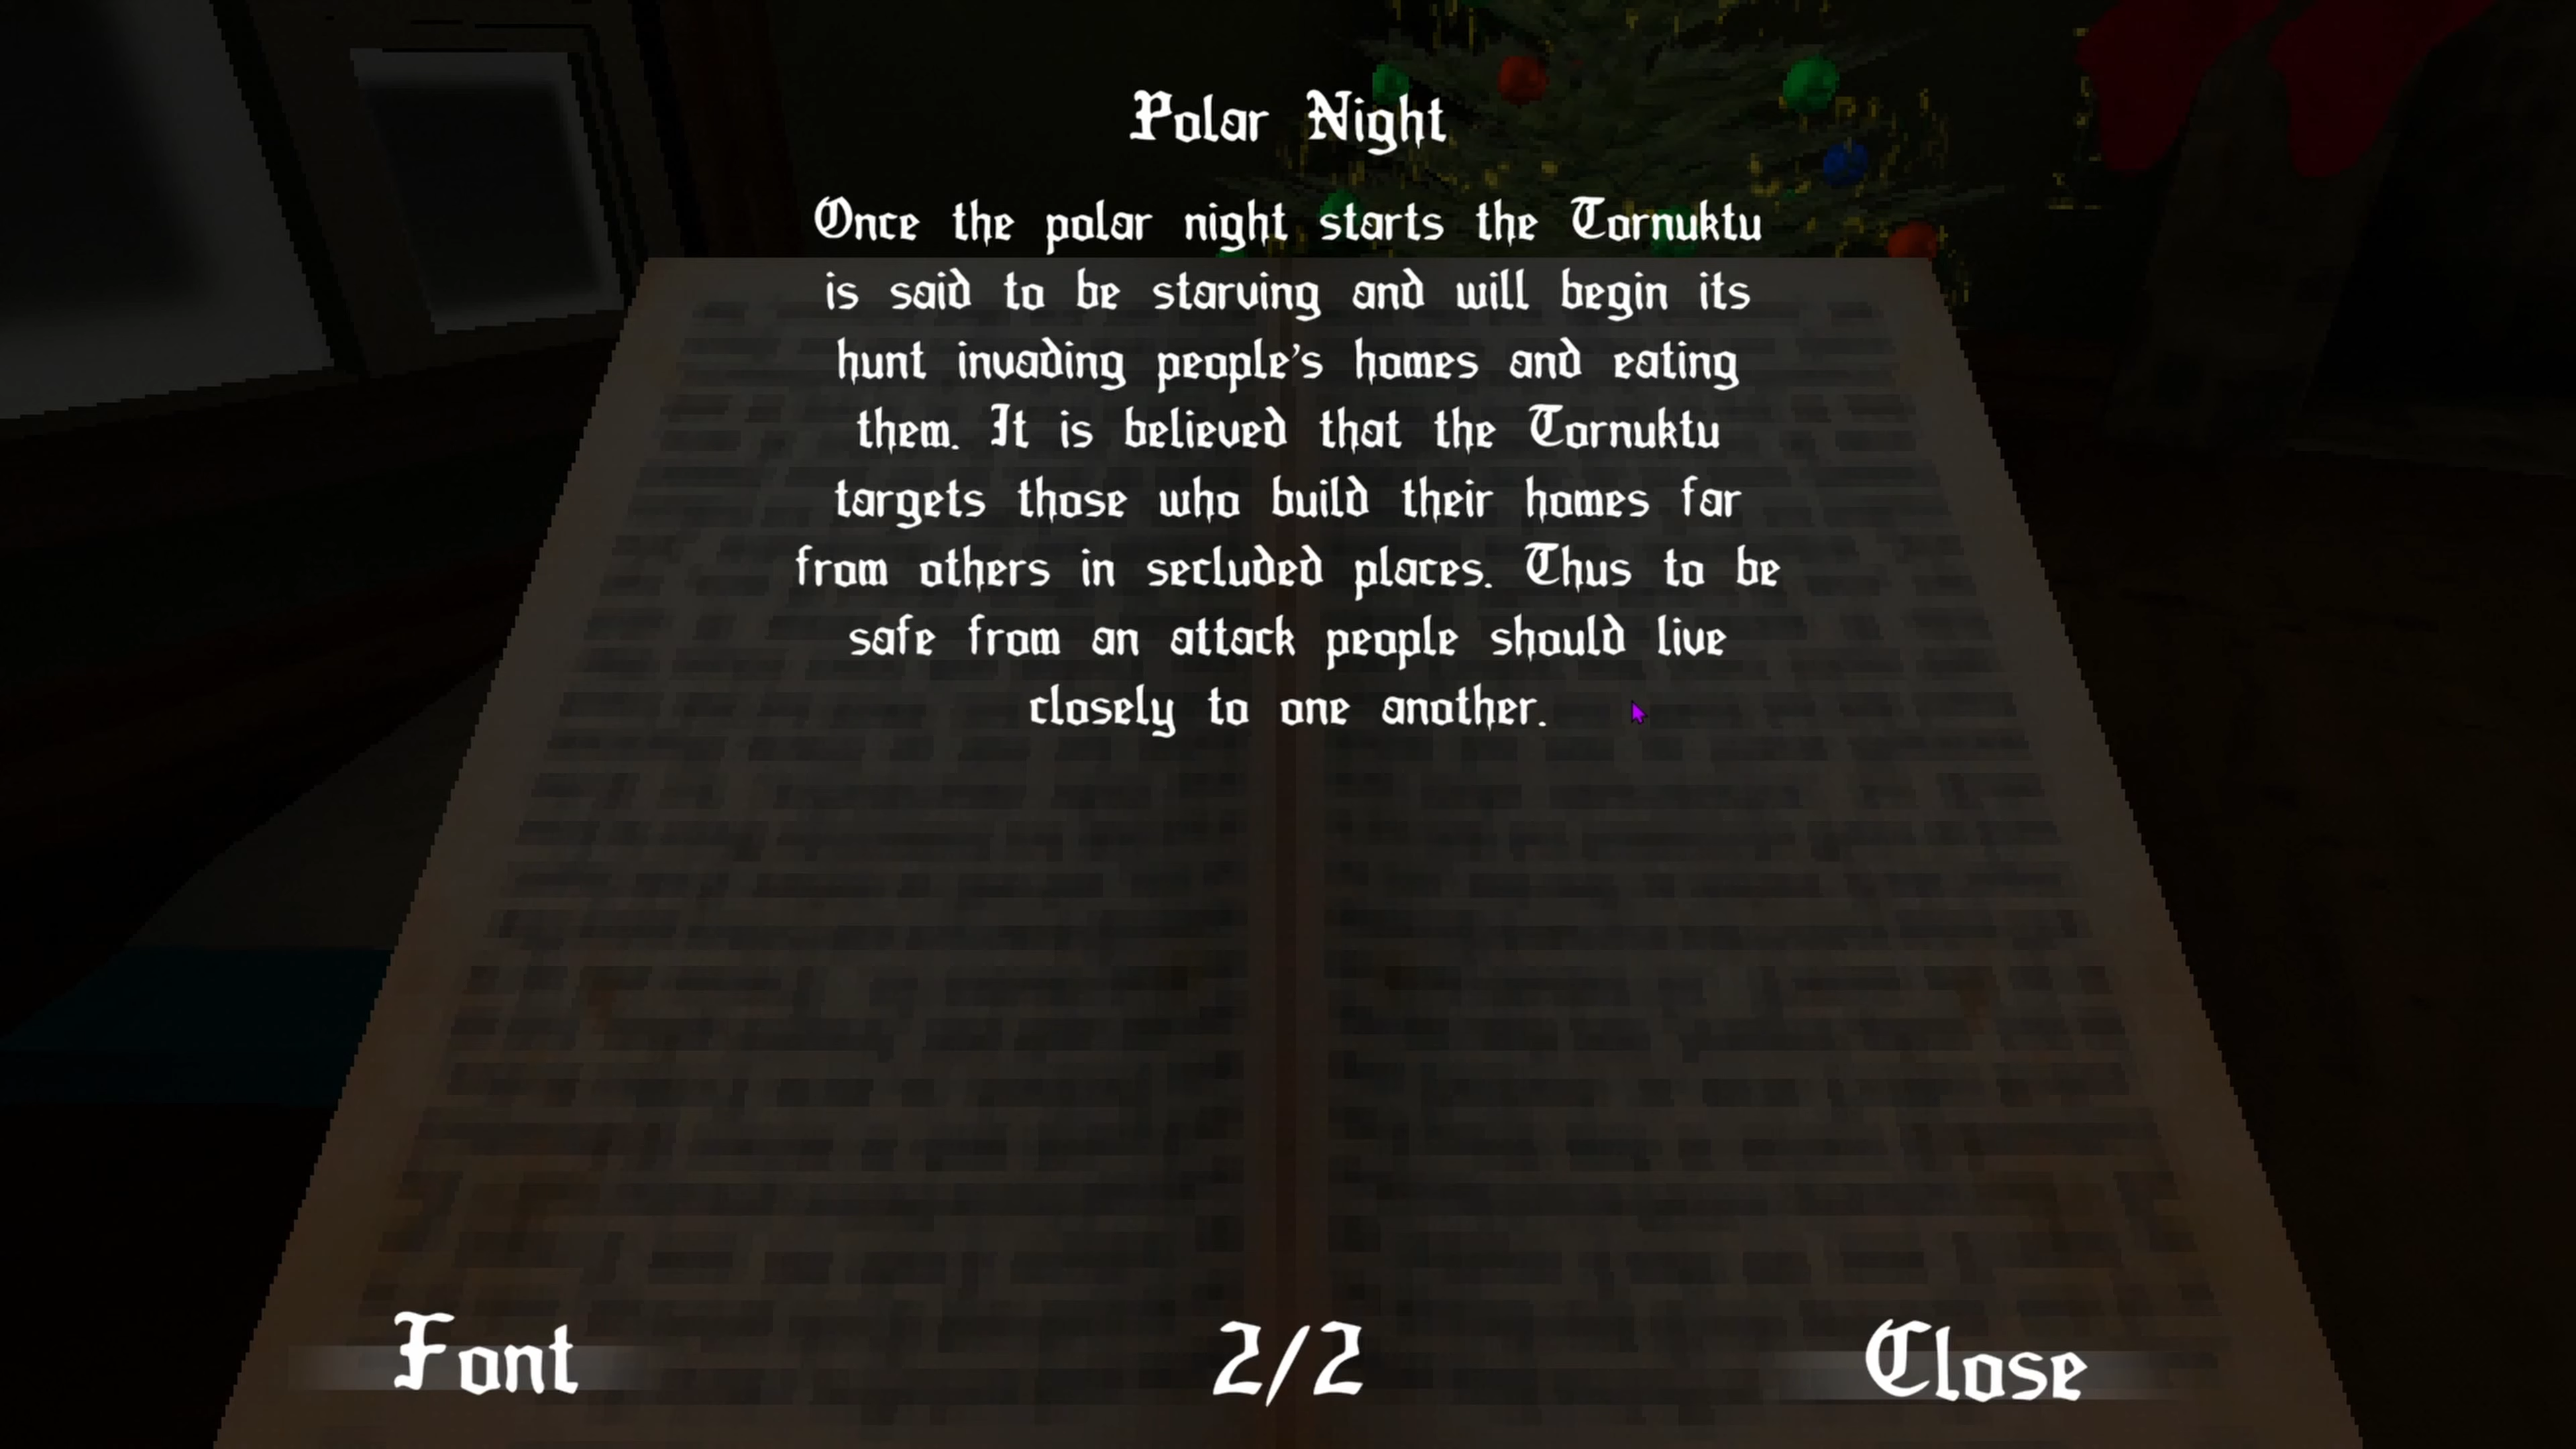 Polar Night
Once the polar night starts the Tornuktu
is said to be starving and will begin its
hunt invading people's homes and eating
them. It is believed that the Tornuktu
targets those who build their homes far
from others in secluded places. Thus to be
safe from an attack people should live
closely to one another.
Font
2/2
Close